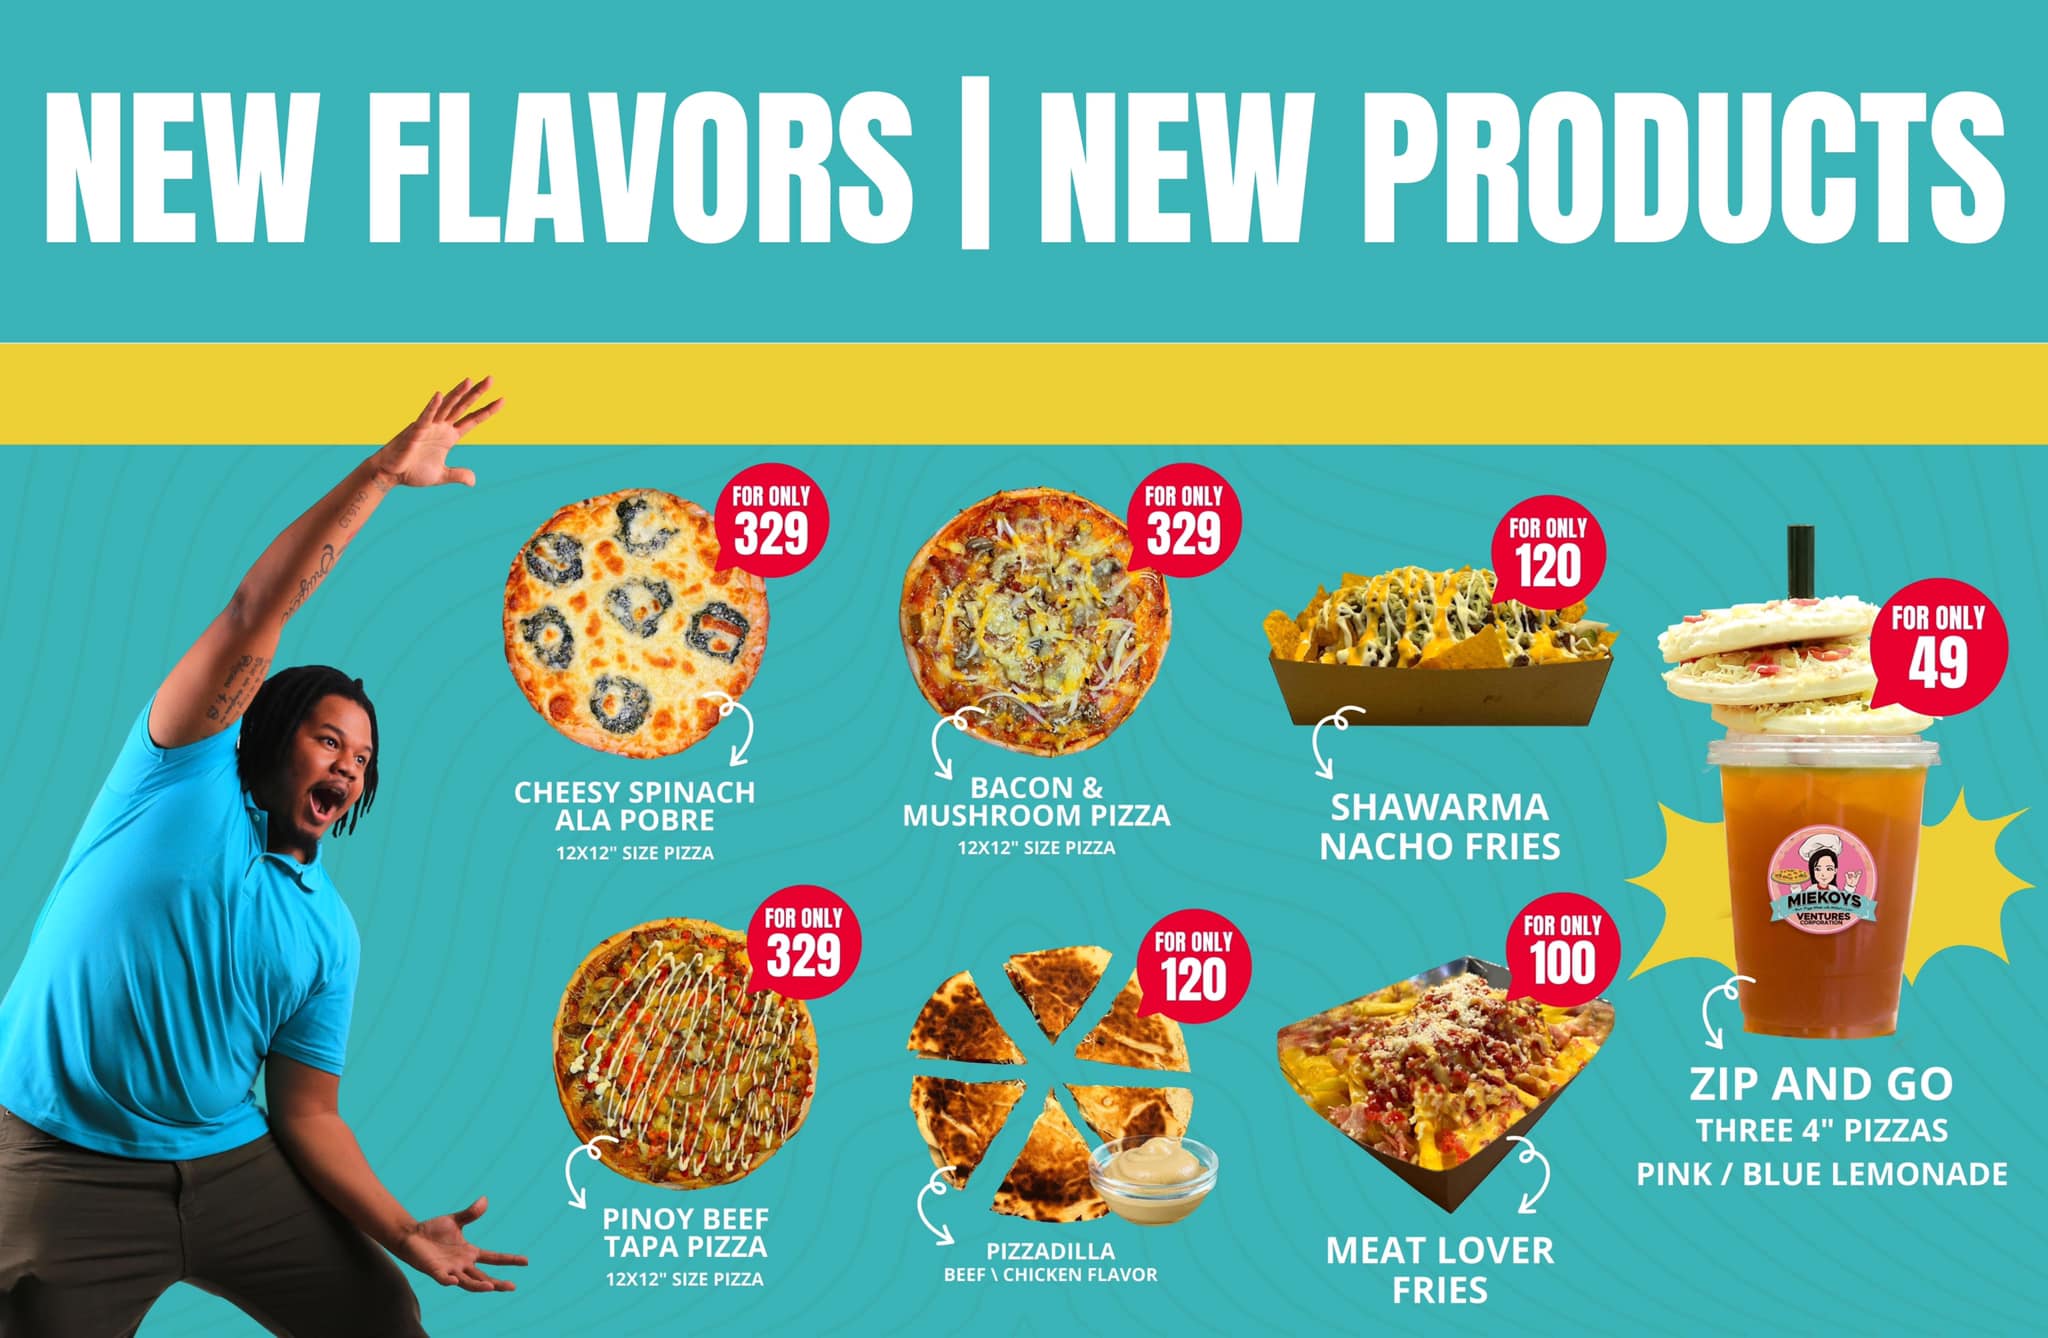 NEW FLAVORS | NEW PRODUCTS
FOR ONLY
329
CHEESY SPINACH
ALA POBRE
12X12" SIZE PIZZA
FOR ONLY
329
BACON &
MUSHROOM PIZZA
12X12" SIZE PIZZA
FOR ONLY
120
SHAWARMA
NACHO FRIES
FOR ONLY
49
MIEKOYS
VENTURES
CORPORATION
ZIP AND GO
THREE 4" PIZZAS
PINK / BLUE LEMONADE
FOR ONLY
329
PINOY BEEF
TAPA PIZZA
12X12" SIZE PIZZA
FOR ONLY
120
PIZZADILLA
BEEF \ CHICKEN FLAVOR
FOR ONLY
100
MEAT LOVER
FRIES